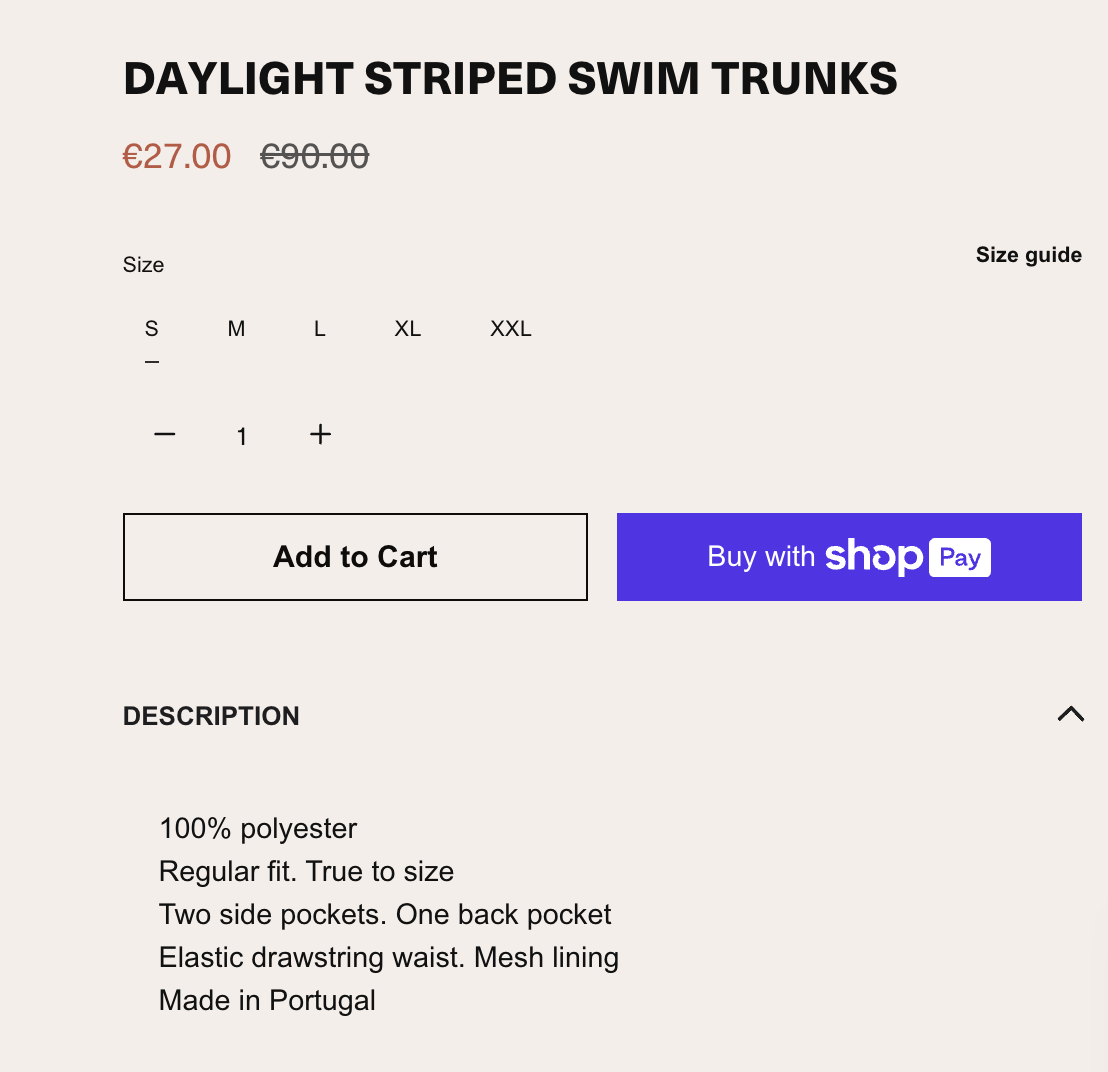 DAYLIGHT STRIPED SWIM TRUNKS
€27.00 €90.00
Size
Size guide
S M L XL XXL
− 1 +
Add to Cart
Buy with shop Pay
DESCRIPTION
100% polyester
Regular fit. True to size
Two side pockets. One back pocket
Elastic drawstring waist. Mesh lining
Made in Portugal